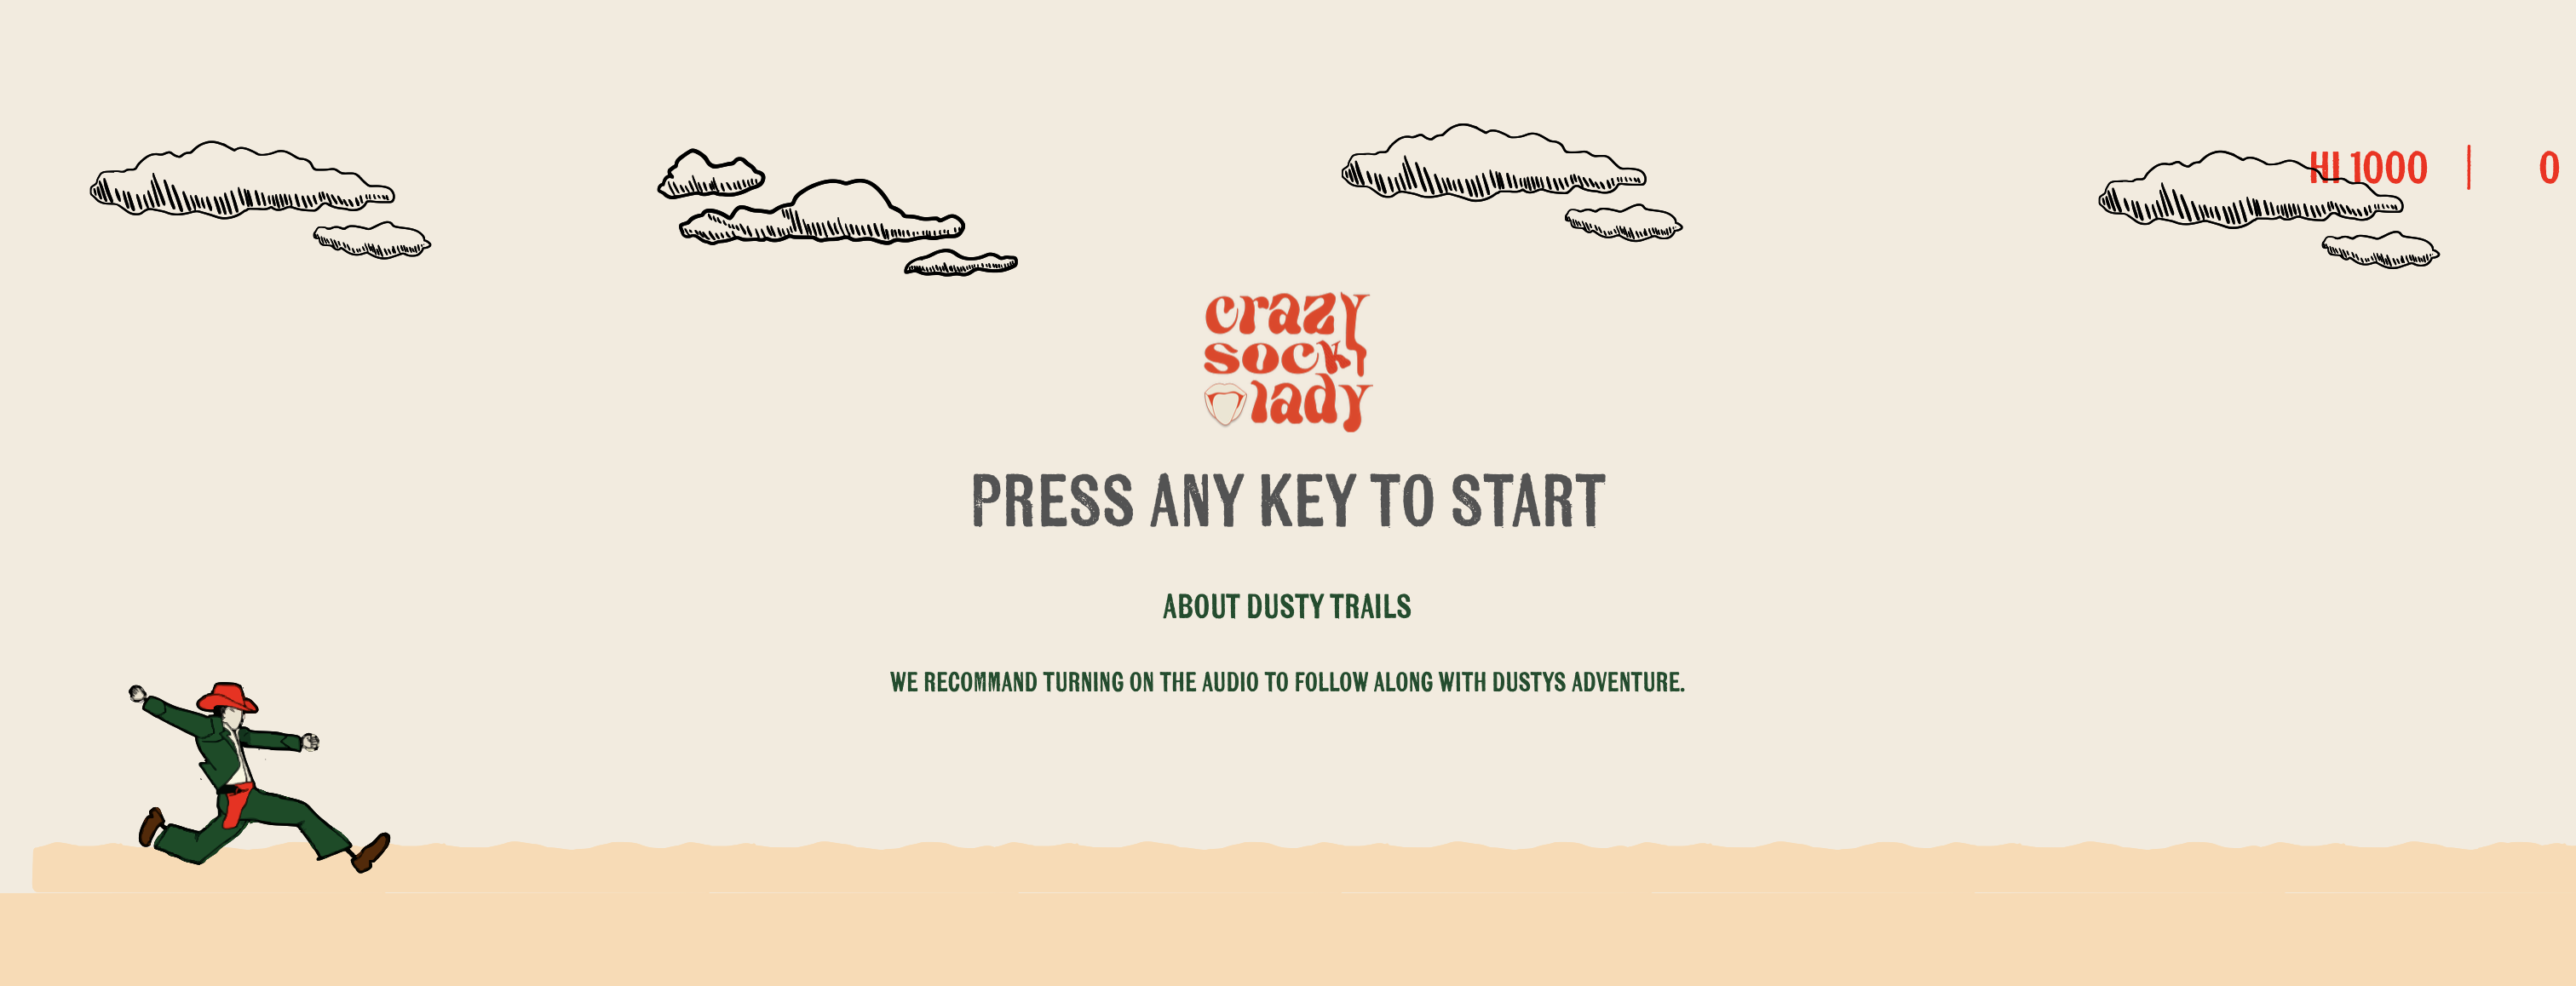 HI 1000 | 0
crazy
sock
lady
PRESS ANY KEY TO START
ABOUT DUSTY TRAILS
WE RECOMMAND TURNING ON THE AUDIO TO FOLLOW ALONG WITH DUSTYS ADVENTURE.